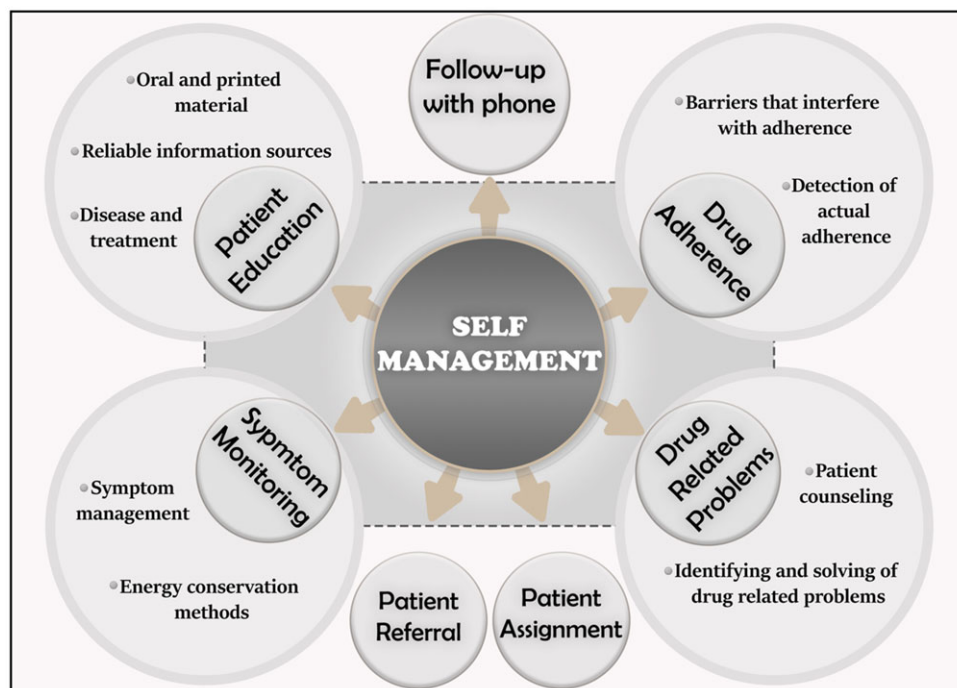 Oral and printed
material
Reliable information sources
Disease and
treatment
Patient
Education
Follow-up
with phone
Barriers that interfere
with adherence
Detection of
actual
adherence
Drug
Adherence
SELF
MANAGEMENT
Sypmtom
Monitoring
Symptom
management
Energy conservation
methods
Patient
Referral
Patient
Assignment
Drug
Related
Problems
Patient
counseling
Identifying and solving of
drug related problems